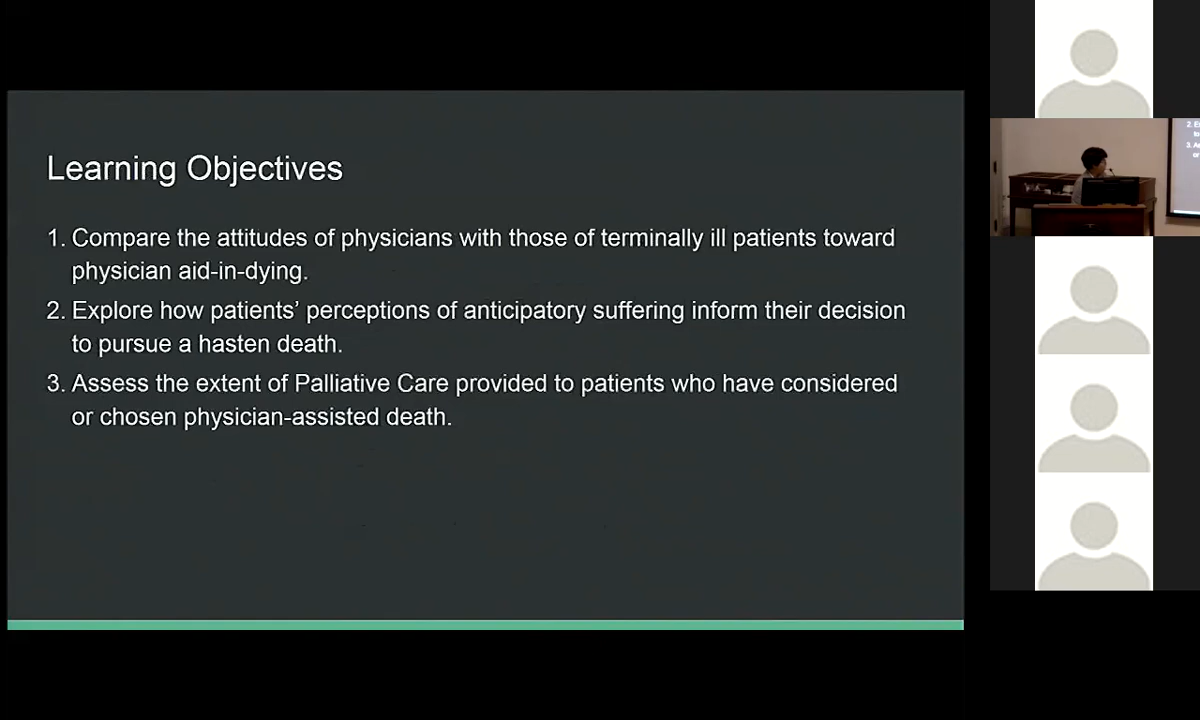 Learning Objectives
1. Compare the attitudes of physicians with those of terminally ill patients toward
physician aid-in-dying.
2. Explore how patients’ perceptions of anticipatory suffering inform their decision
to pursue a hasten death.
3. Assess the extent of Palliative Care provided to patients who have considered
or chosen physician-assisted death.